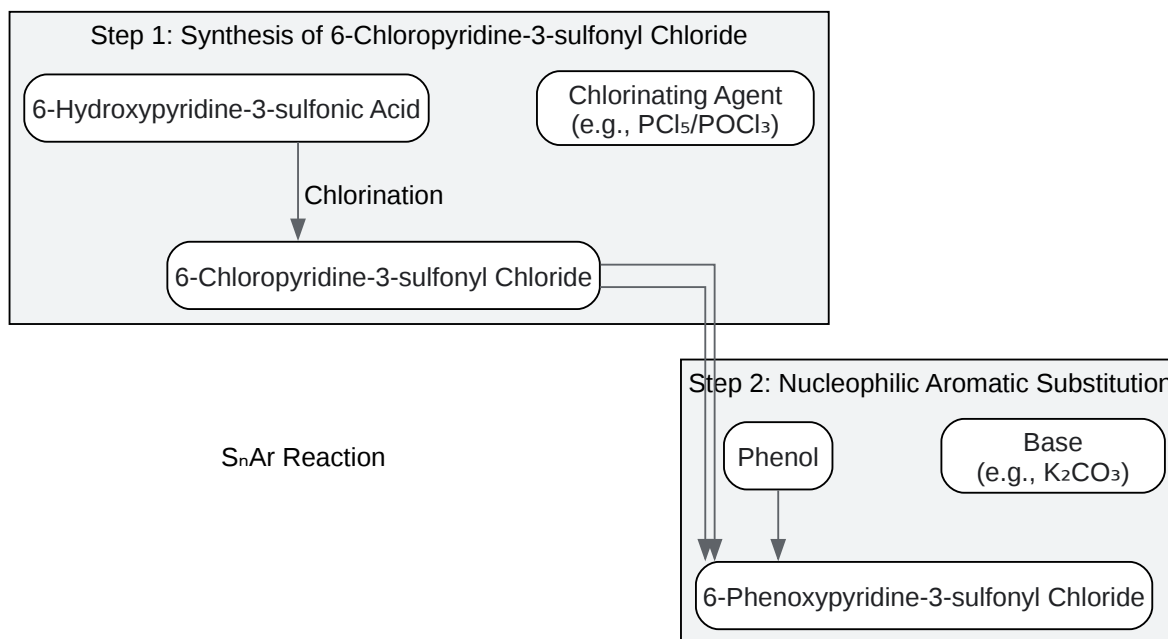 Step 1: Synthesis of 6-Chloropyridine-3-sulfonyl Chloride
6-Hydroxypyridine-3-sulfonic Acid
Chlorinating Agent
(e.g., PCl₅/POCl₃)
Chlorination
6-Chloropyridine-3-sulfonyl Chloride
Step 2: Nucleophilic Aromatic Substitution
SₙAr Reaction
Phenol
Base
(e.g., K₂CO₃)
6-Phenoxypyridine-3-sulfonyl Chloride